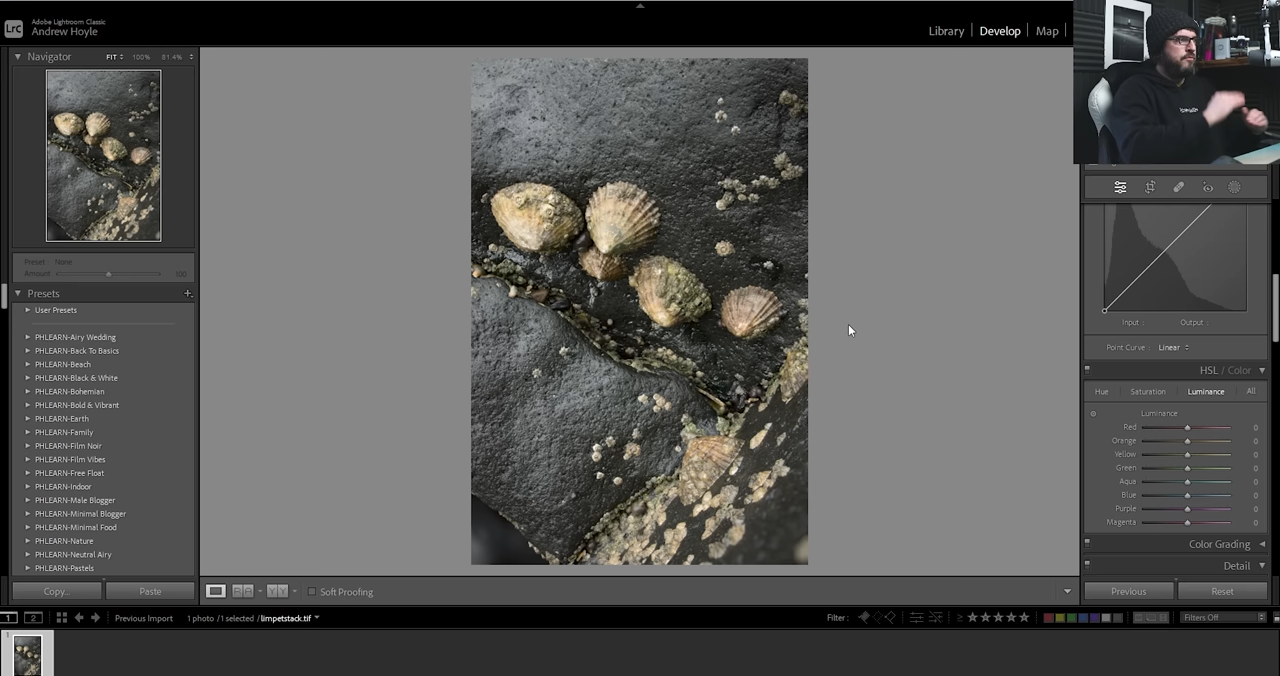 LrC
Adobe Lightroom Classic
Andrew Hoyle
Library | Develop | Map |
Navigator FIT 100% 81.4%
Preset: None
Amount 100
Presets
User Presets
PHLEARN-Airy Wedding
PHLEARN-Back To Basics
PHLEARN-Beach
PHLEARN-Black & White
PHLEARN-Bohemian
PHLEARN-Bold & Vibrant
PHLEARN-Earth
PHLEARN-Family
PHLEARN-Film Noir
PHLEARN-Film Vibes
PHLEARN-Free Float
PHLEARN-Indoor
PHLEARN-Male Blogger
PHLEARN-Minimal Blogger
PHLEARN-Minimal Food
PHLEARN-Nature
PHLEARN-Neutral Airy
PHLEARN-Pastels
Copy... Paste
Soft Proofing
Input : Output :
Point Curve : Linear
HSL / Color
Hue Saturation Luminance All
Luminance
Red 0
Orange 0
Yellow 0
Green 0
Aqua 0
Blue 0
Purple 0
Magenta 0
Color Grading
Detail
Previous Reset
1 2 Previous Import 1 photo / 1 selected / limpetstack.tif Filter : Filters Off
1